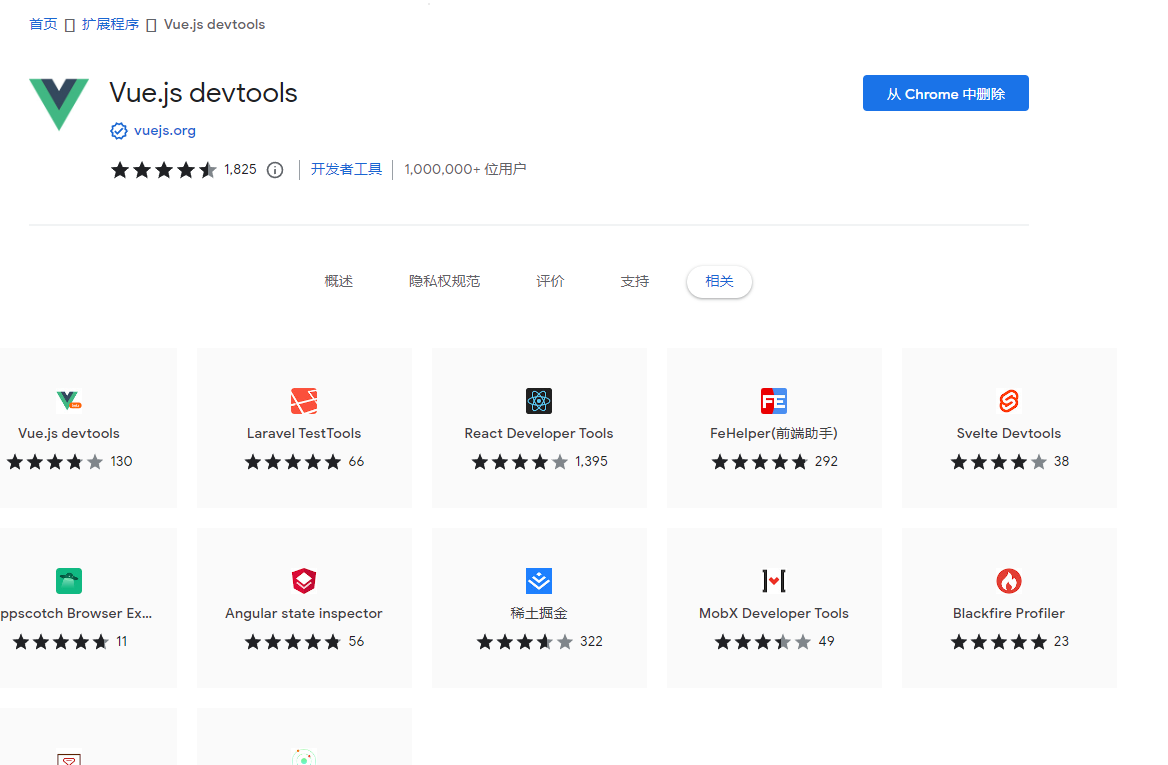 首页 扩展程序 Vue.js devtools
Vue.js devtools
从 Chrome 中删除
vuejs.org
1,825 开发者工具 1,000,000+ 位用户
概述 隐私权规范 评价 支持 相关
Vue.js devtools
130
Laravel TestTools
66
React Developer Tools
1,395
FeHelper(前端助手)
292
Svelte Devtools
38
ppscotch Browser Ex...
11
Angular state inspector
56
稀土掘金
322
MobX Developer Tools
49
Blackfire Profiler
23